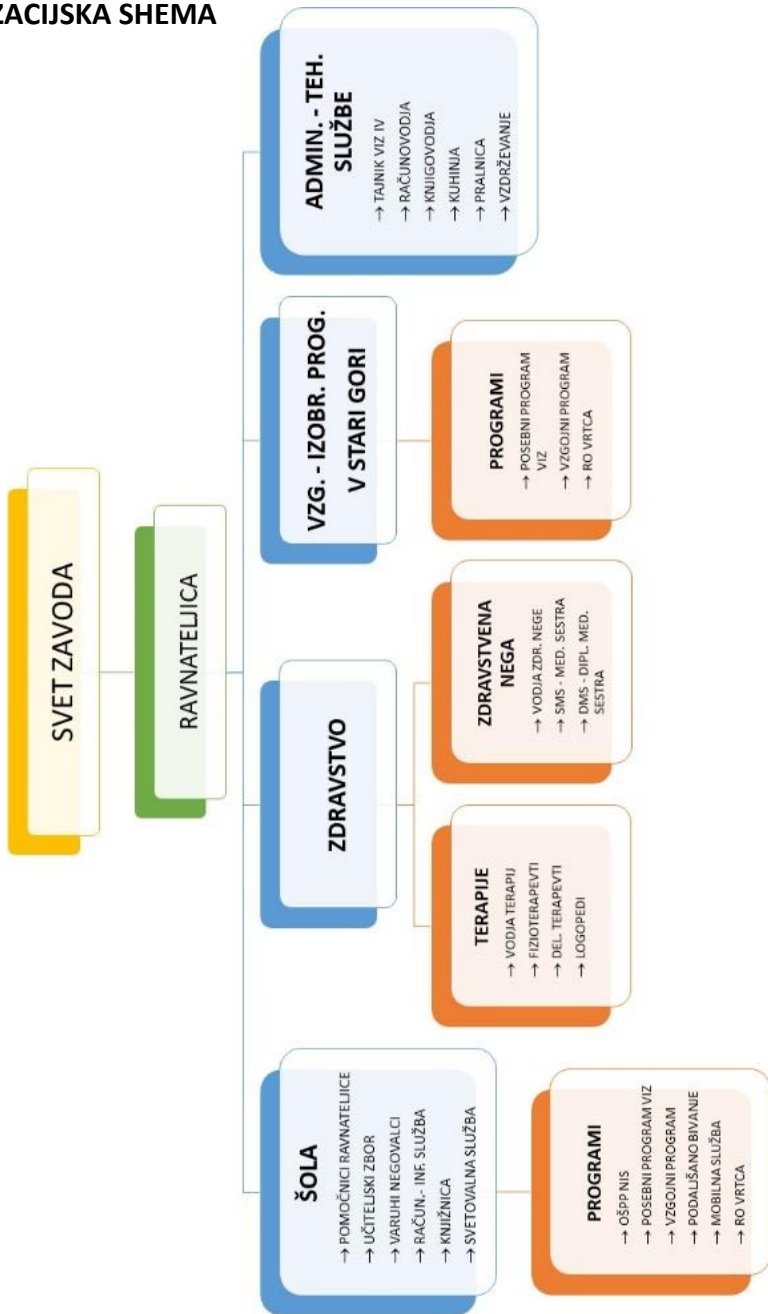 ZACIJSKA SHEMA
SVET ZAVODA
RAVNATELJICA
ŠOLA
→ POMOČNICI RAVNATELJICE
→ UČITELJSKI ZBOR
→ VARUHI NEGOVALCI
→ RAČUN.- INF. SLUŽBA
→ KNJIŽNICA
→ SVETOVALNA SLUŽBA
PROGRAMI
→ OŠPP NIS
→ POSEBNI PROGRAM VIZ
→ VZGOJNI PROGRAM
→ PODALJŠANO BIVANJE
→ MOBILNA SLUŽBA
→ RO VRTCA
ZDRAVSTVO
TERAPIJE
→ VODJA TERAPIJ
→ FIZIOTERAPEVTI
→ DEL. TERAPEVTI
→ LOGOPEDI
ZDRAVSTVENA
NEGA
→ VODJA ZDR. NEGE
→ SMS - MED. SESTRA
→ DMS - DIPL. MED.
SESTRA
VZG. - IZOBR. PROG.
V STARI GORI
PROGRAMI
→ POSEBNI PROGRAM
VIZ
→ VZGOJNI PROGRAM
→ RO VRTCA
ADMIN. - TEH.
SLUŽBE
→ TAJNIK VIZ IV
→ RAČUNOVODJA
→ KNJIGOVODJA
→ KUHINJA
→ PRALNICA
→ VZDRŽEVANJE